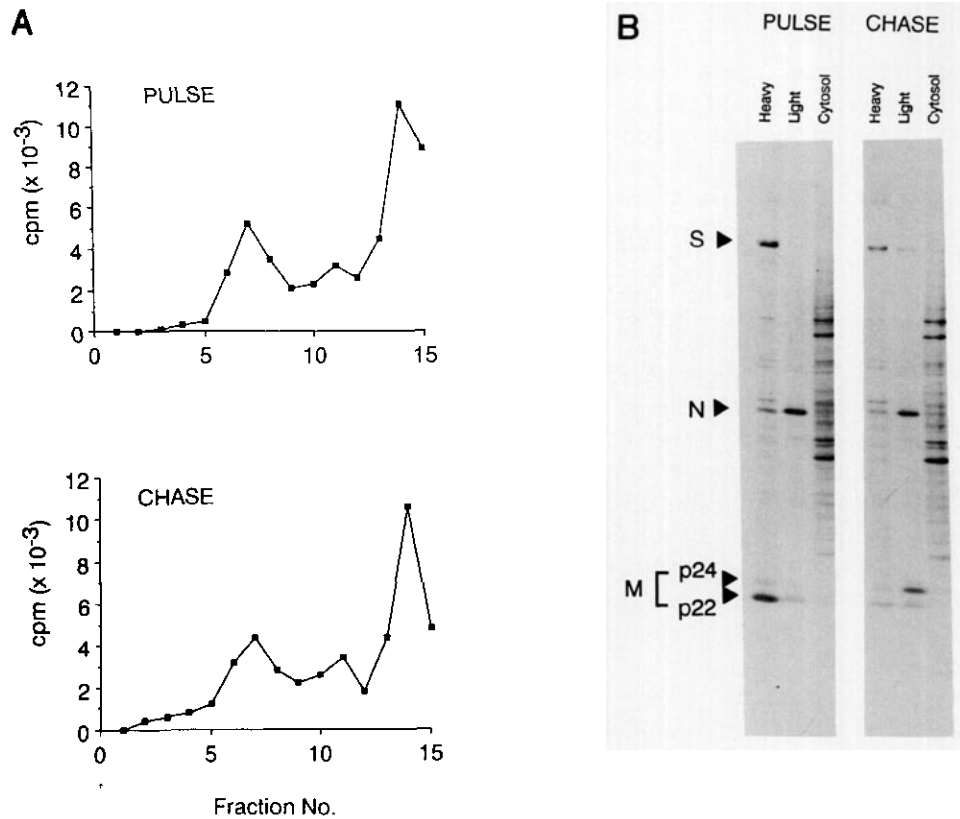 A
PULSE
cpm (x 10-3)
12
10
8
6
4
2
0
0 5 10 15
CHASE
cpm (x 10-3)
12
10
8
6
4
2
0
0 5 10 15
Fraction No.
B
PULSE CHASE
Heavy Light Cytosol Heavy Light Cytosol
S
N
M
p24
p22